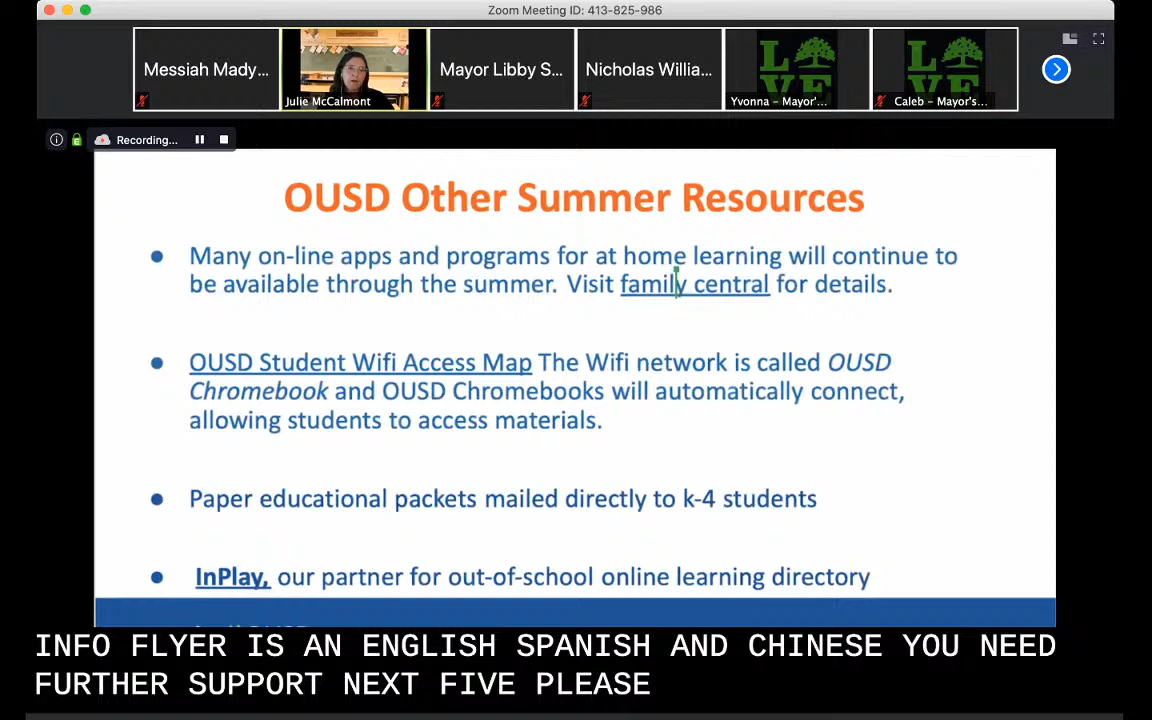 Zoom Meeting ID: 413-825-986
Messiah Mady...
Julie McCalmont
Mayor Libby S...
Nicholas Willia...
L VE
Yvonna – Mayor'...
L VE
Caleb – Mayor's...
Recording...
OUSD Other Summer Resources
Many on-line apps and programs for at home learning will continue to
be available through the summer. Visit family central for details.
OUSD Student Wifi Access Map The Wifi network is called OUSD
Chromebook and OUSD Chromebooks will automatically connect,
allowing students to access materials.
Paper educational packets mailed directly to k-4 students
InPlay, our partner for out-of-school online learning directory
INFO FLYER IS AN ENGLISH SPANISH AND CHINESE YOU NEED
FURTHER SUPPORT NEXT FIVE PLEASE